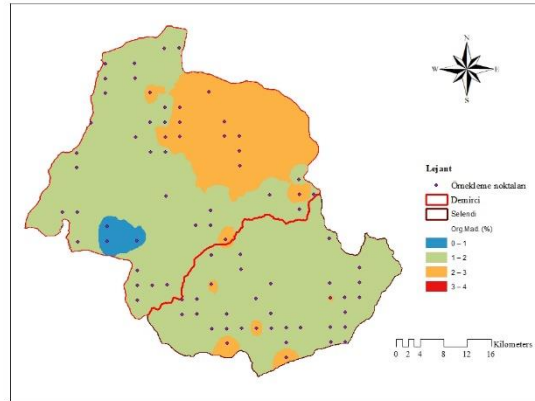 N
W E
S
Lejant
Örnekleme noktaları
Demirci
Selendi
Org.Mad. (%)
0 – 1
1 – 2
2 – 3
3 – 4
Kilometers
0 2 4 8 12 16